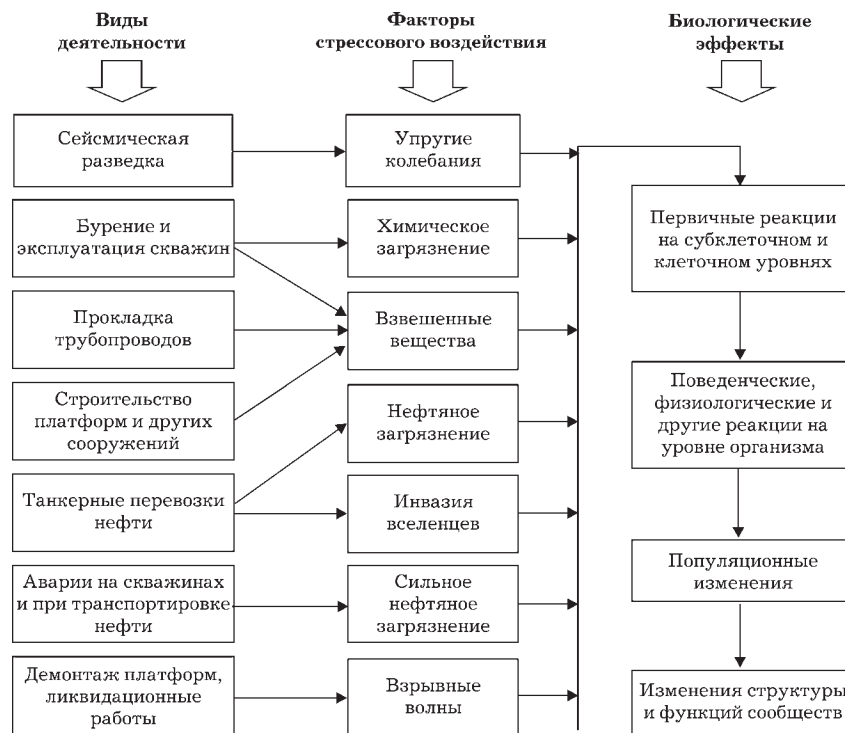 Виды
деятельности
Факторы
стрессового воздействия
Биологические
эффекты
Сейсмическая
разведка
Упругие
колебания
Бурение и
эксплуатация скважин
Химическое
загрязнение
Первичные реакции
на субклеточном и
клеточном уровнях
Прокладка
трубопроводов
Взвешенные
вещества
Строительство
платформ и других
сооружений
Нефтяное
загрязнение
Поведенческие,
физиологические и
другие реакции на
уровне организма
Танкерные перевозки
нефти
Инвазия
вселенцев
Аварии на скважинах
и при транспортировке
нефти
Сильное
нефтяное
загрязнение
Популяционные
изменения
Демонтаж платформ,
ликвидационные
работы
Взрывные
волны
Изменения структуры
и функций сообществ